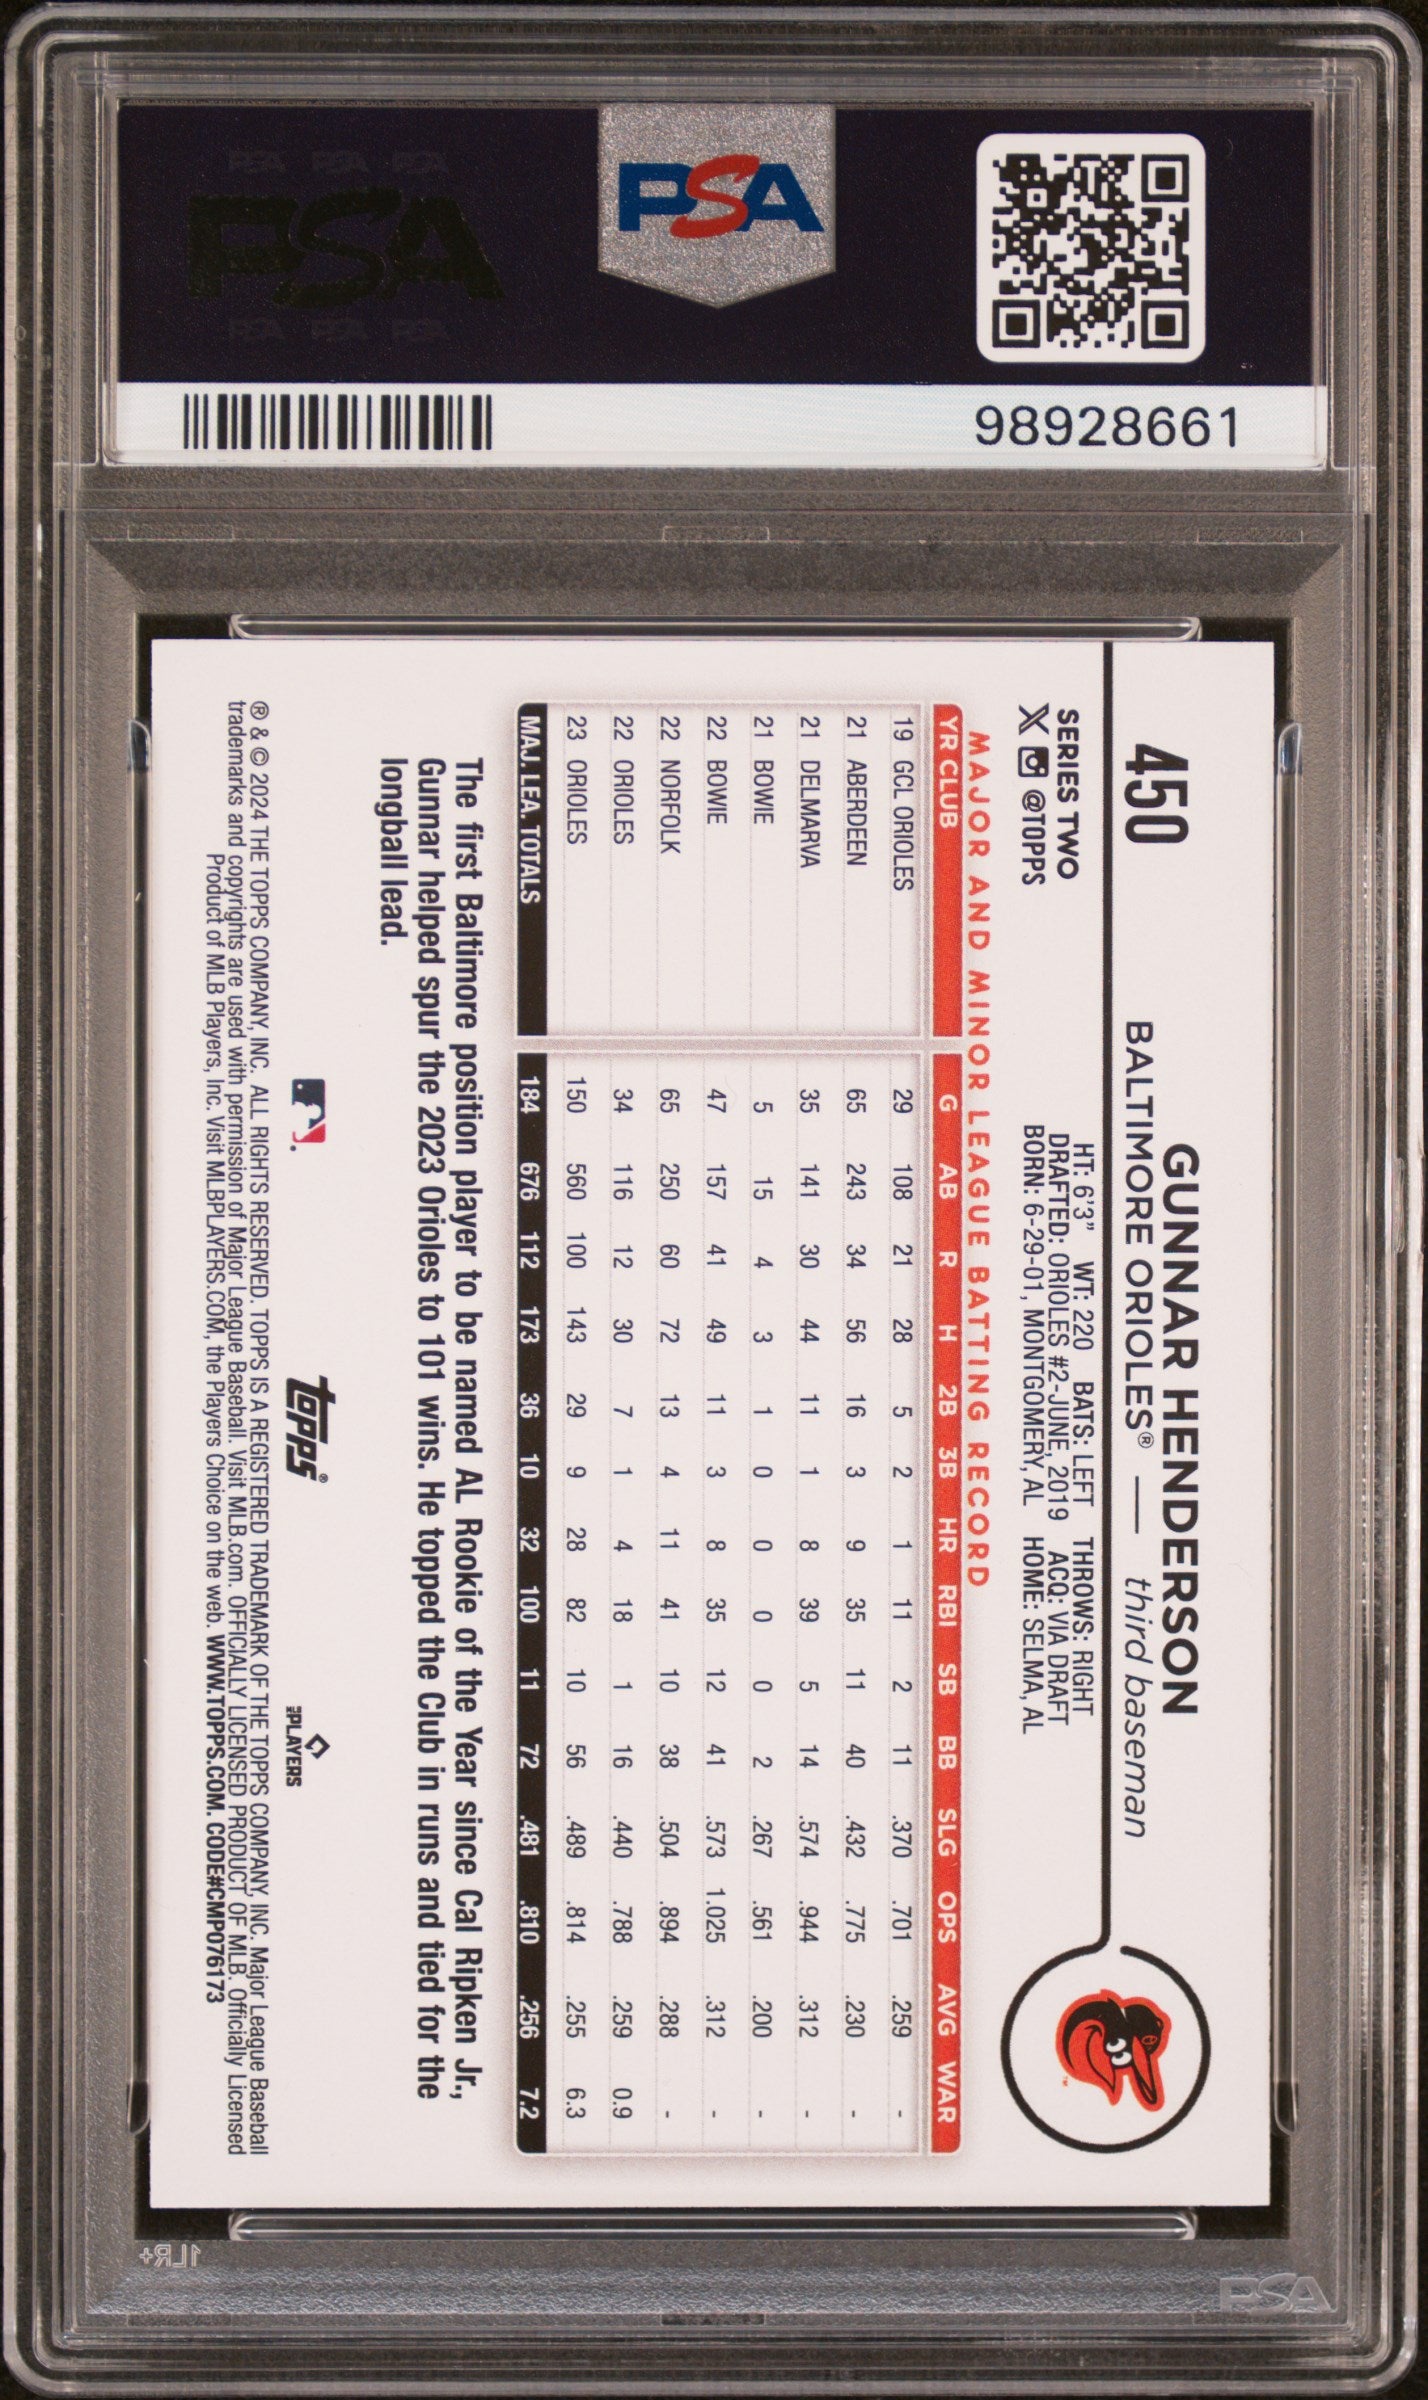 PSA PSA PSA
PSA
PSA PSA PSA
PSA
98928661
450
GUNNAR HENDERSON
BALTIMORE ORIOLES® — third baseman
SERIES TWO
X @TOPPS
HT: 6'3" WT: 220 BATS: LEFT THROWS: RIGHT
DRAFTED: ORIOLES #2-JUNE, 2019 ACQ: VIA DRAFT
BORN: 6-29-01, MONTGOMERY, AL HOME: SELMA, AL
TM
MAJOR AND MINOR LEAGUE BATTING RECORD
YR CLUB G AB R H 2B 3B HR RBI SB BB SLG OPS AVG WAR
19 GCL ORIOLES 29 108 21 28 5 2 1 11 2 11 .370 .701 .259 -
21 ABERDEEN 65 243 34 56 16 3 9 35 11 40 .432 .775 .230 -
21 DELMARVA 35 141 30 44 11 1 8 39 5 14 .574 .944 .312 -
21 BOWIE 5 15 4 3 1 0 0 0 0 2 .267 .561 .200 -
22 BOWIE 47 157 41 49 11 3 8 35 12 41 .573 1.025 .312 -
22 NORFOLK 65 250 60 72 13 4 11 41 10 38 .504 .894 .288 -
22 ORIOLES 34 116 12 30 7 1 4 18 1 16 .440 .788 .259 0.9
23 ORIOLES 150 560 100 143 29 9 28 82 10 56 .489 .814 .255 6.3
MAJ. LEA. TOTALS 184 676 112 173 36 10 32 100 11 72 .481 .810 .256 7.2
The first Baltimore position player to be named AL Rookie of the Year since Cal Ripken Jr.,
Gunnar helped spur the 2023 Orioles to 101 wins. He topped the Club in runs and tied for the
longball lead.
topps®
PLAYERS
® & © 2024 THE TOPPS COMPANY, INC. ALL RIGHTS RESERVED. TOPPS IS A REGISTERED TRADEMARK OF THE TOPPS COMPANY, INC. Major League Baseball
trademarks and copyrights are used with permission of Major League Baseball. Visit MLB.com. OFFICIALLY LICENSED PRODUCT OF MLB. Officially Licensed
Product of MLB Players, Inc. Visit MLBPLAYERS.COM, the Players Choice on the web. WWW.TOPPS.COM. CODE#CMP076173
1LR+
PSA